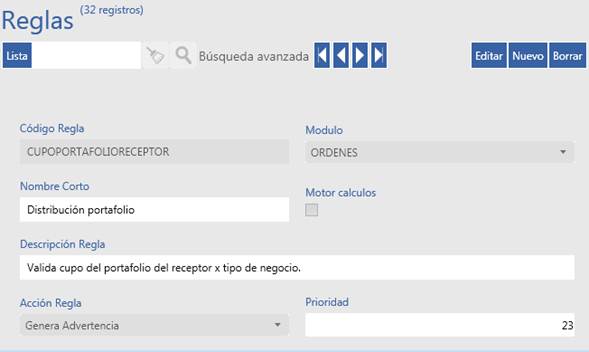 Reglas (32 registros)
Lista Búsqueda avanzada Editar Nuevo Borrar
Código Regla Modulo
CUPOPORTAFOLIORECEPTOR ORDENES
Nombre Corto Motor calculos
Distribución portafolio
Descripción Regla
Valida cupo del portafolio del receptor x tipo de negocio.
Acción Regla Prioridad
Genera Advertencia 23